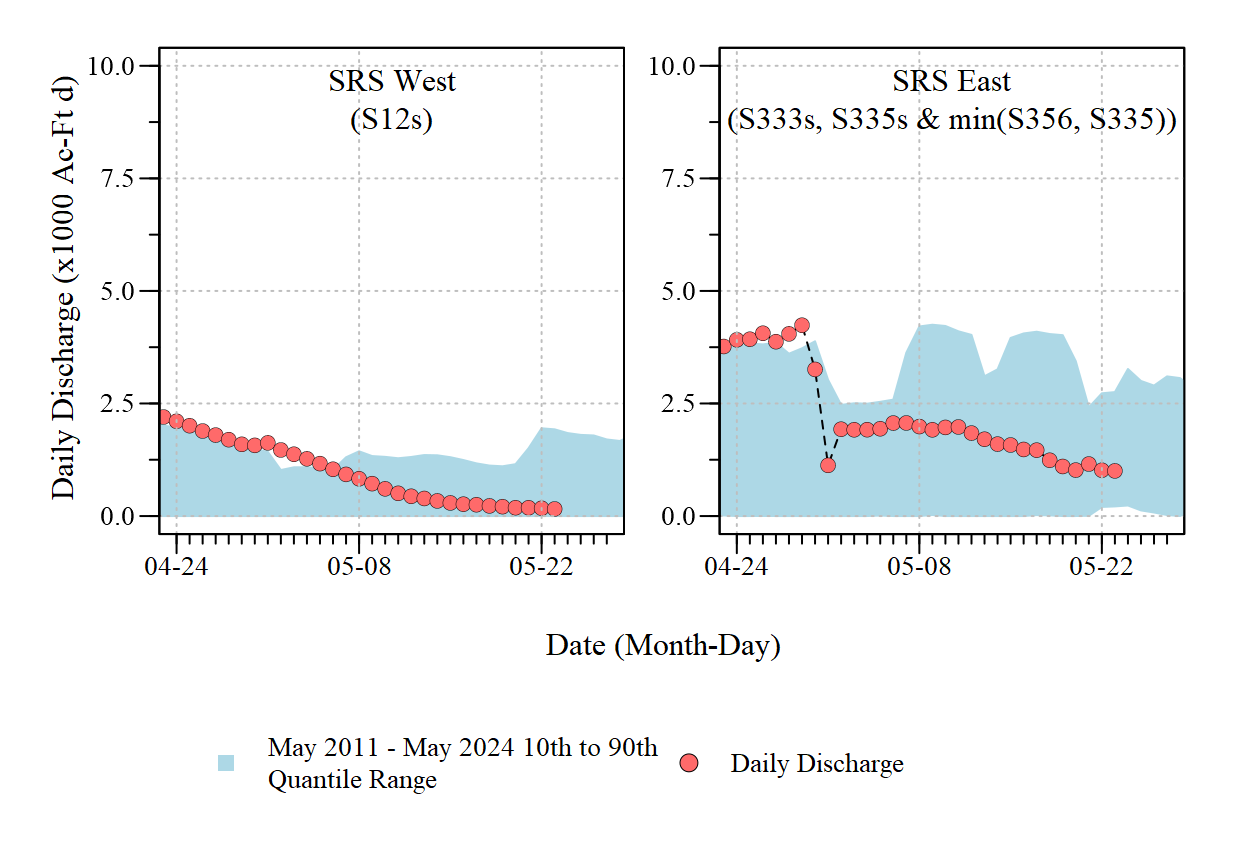 SRS West
(S12s)
SRS East
(S333s, S335s & min(S356, S335))
Daily Discharge (x1000 Ac-Ft d)
10.0
7.5
5.0
2.5
0.0
04-24
05-08
05-22
10.0
7.5
5.0
2.5
0.0
04-24
05-08
05-22
Date (Month-Day)
May 2011 - May 2024 10th to 90th
Quantile Range
Daily Discharge